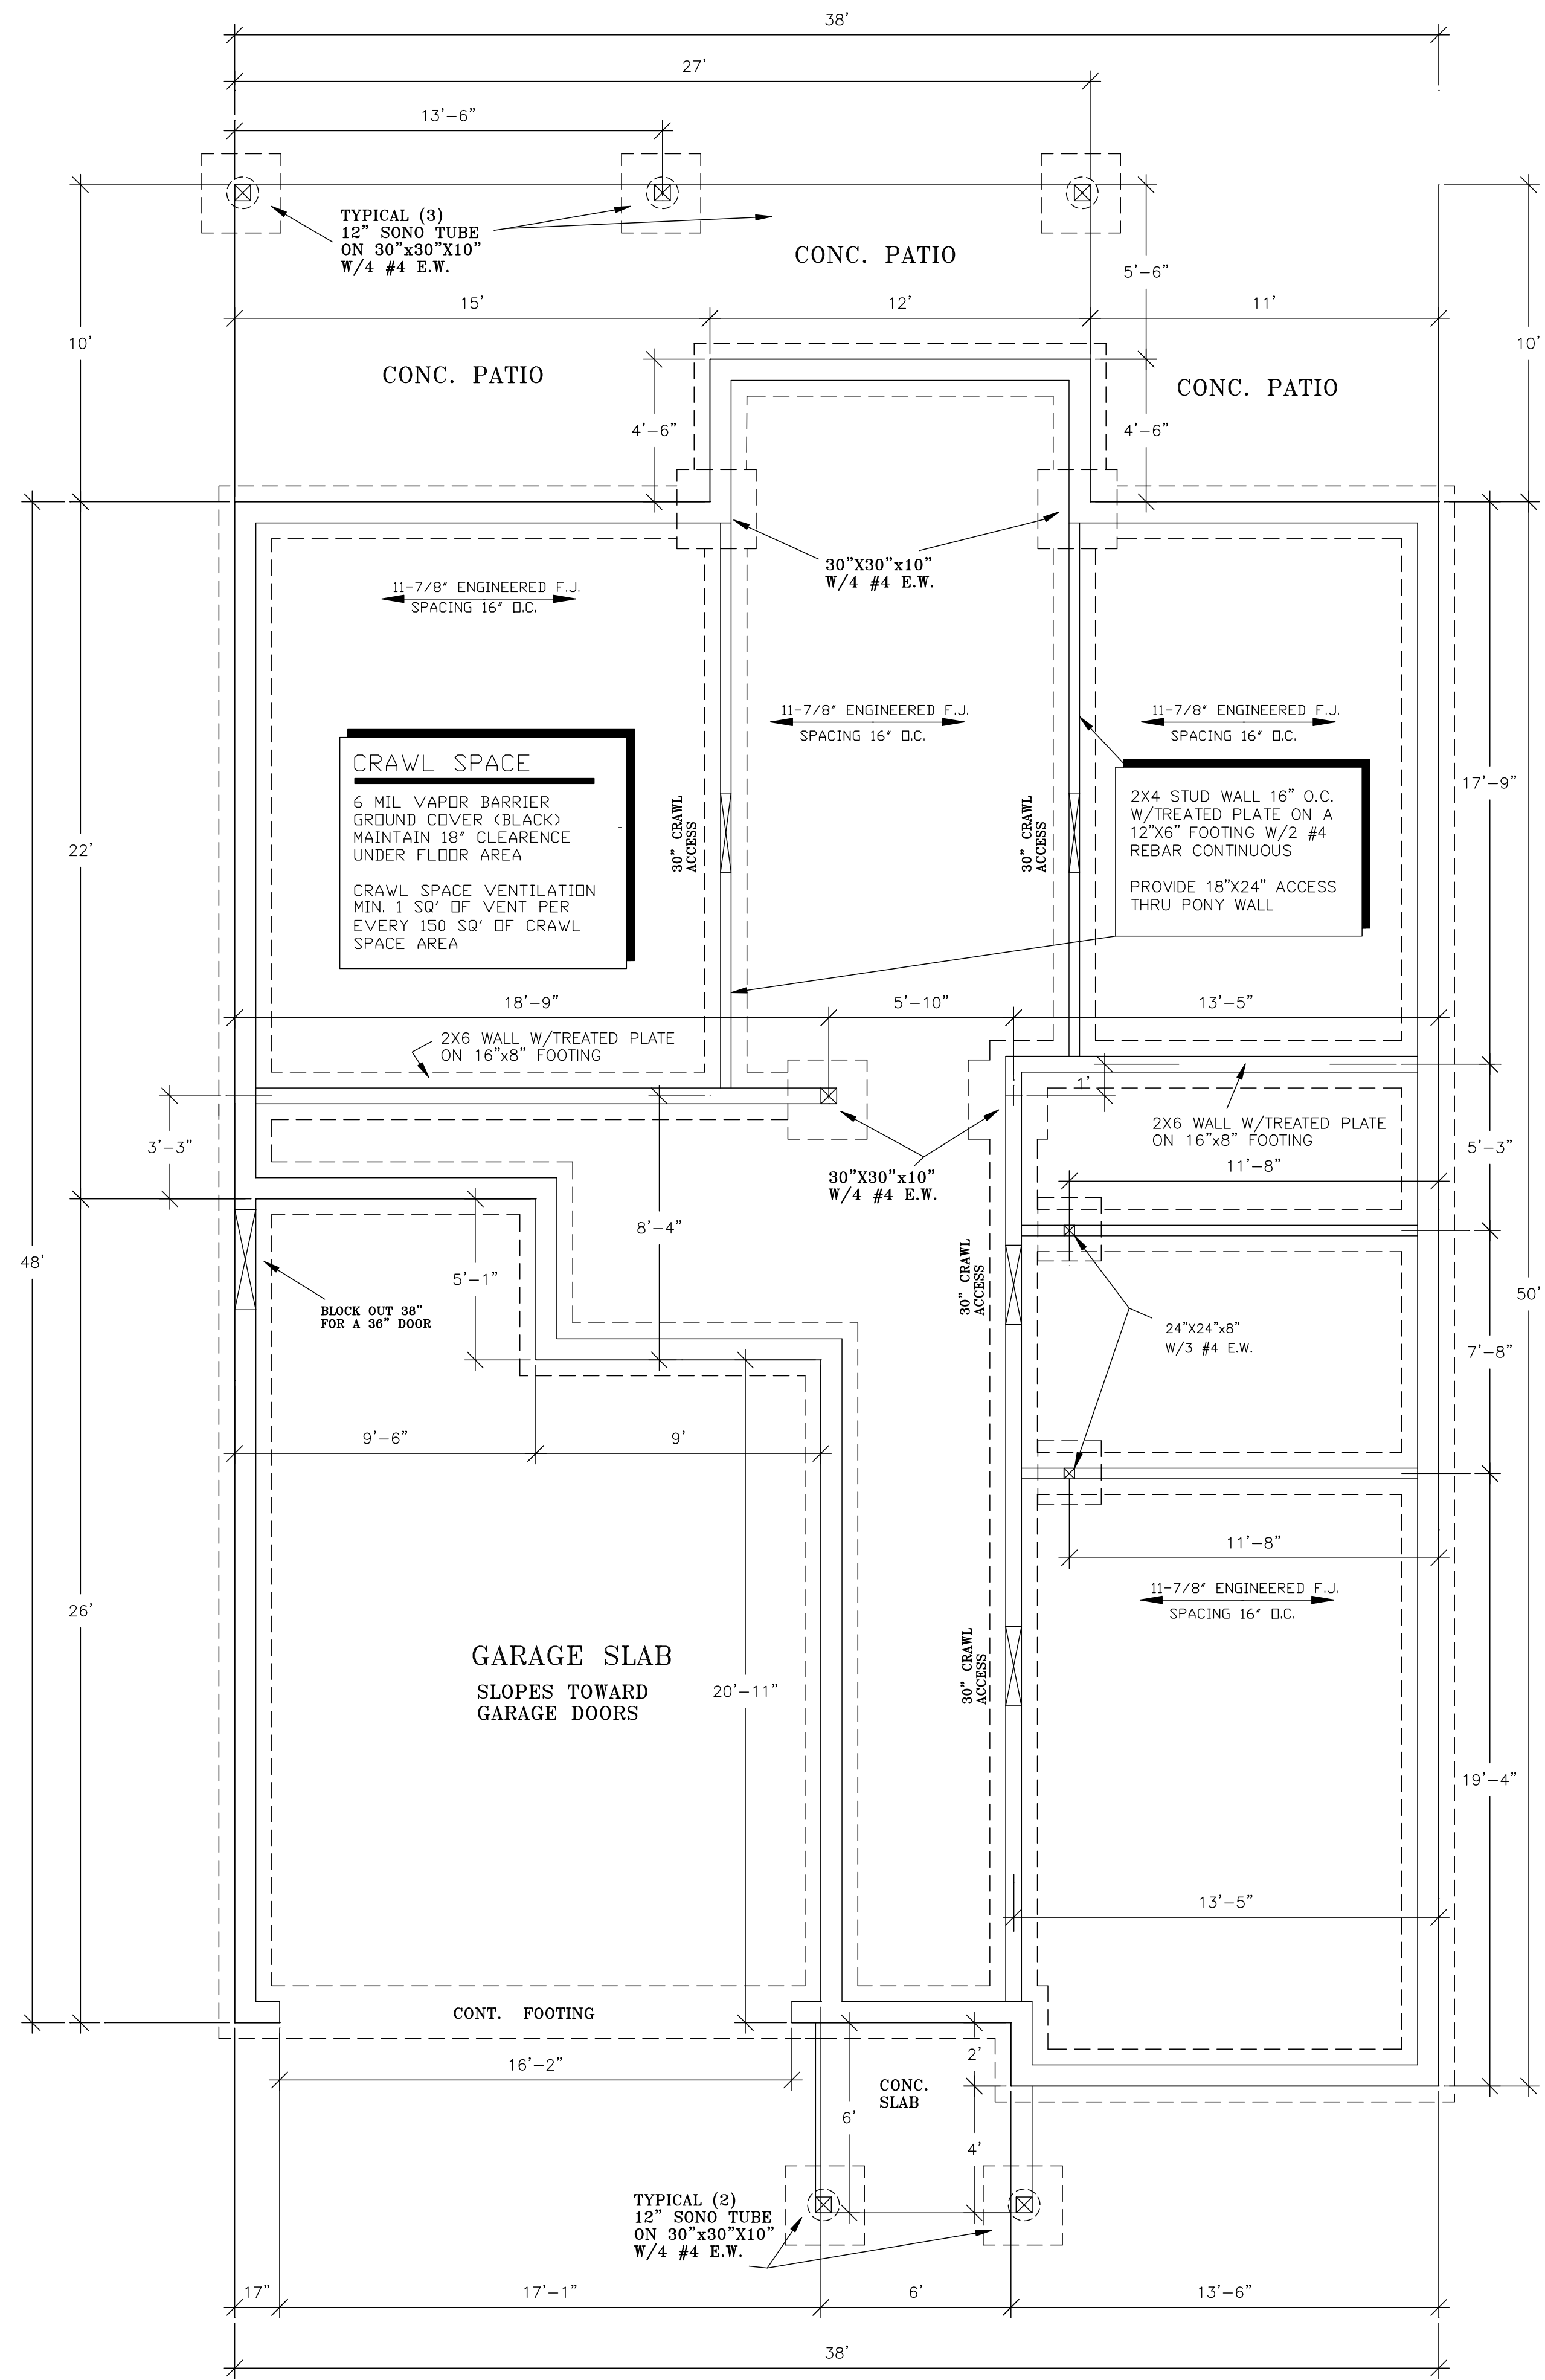 38'
27'
13'-6"
TYPICAL (3)
12" SONO TUBE
ON 30"x30"X10"
W/4 #4 E.W.
CONC. PATIO
5'-6"
15'
12'
11'
10'
10'
CONC. PATIO
CONC. PATIO
4'-6"
4'-6"
30"X30"x10"
W/4 #4 E.W.
11-7/8" ENGINEERED F.J.
SPACING 16" O.C.
11-7/8" ENGINEERED F.J.
SPACING 16" O.C.
11-7/8" ENGINEERED F.J.
SPACING 16" O.C.
CRAWL SPACE
6 MIL VAPOR BARRIER
GROUND COVER (BLACK)
MAINTAIN 18" CLEARENCE
UNDER FLOOR AREA
CRAWL SPACE VENTILATION
MIN. 1 SQ' OF VENT PER
EVERY 150 SQ' OF CRAWL
SPACE AREA
30" CRAWL
ACCESS
30" CRAWL
ACCESS
2X4 STUD WALL 16" O.C.
W/TREATED PLATE ON A
12"X6" FOOTING W/2 #4
REBAR CONTINUOUS
PROVIDE 18"X24" ACCESS
THRU PONY WALL
17'-9"
22'
18'-9"
5'-10"
13'-5"
2X6 WALL W/TREATED PLATE
ON 16"x8" FOOTING
1'
2X6 WALL W/TREATED PLATE
ON 16"x8" FOOTING
3'-3"
5'-3"
11'-8"
30"X30"x10"
W/4 #4 E.W.
8'-4"
48'
5'-1"
30" CRAWL
ACCESS
BLOCK OUT 38"
FOR A 36" DOOR
24"X24"x8"
W/3 #4 E.W.
50'
7'-8"
9'-6"
9'
11'-8"
11-7/8" ENGINEERED F.J.
SPACING 16" O.C.
26'
GARAGE SLAB
SLOPES TOWARD
GARAGE DOORS
20'-11"
30" CRAWL
ACCESS
19'-4"
13'-5"
CONT. FOOTING
16'-2"
2'
CONC.
SLAB
6'
4'
TYPICAL (2)
12" SONO TUBE
ON 30"x30"X10"
W/4 #4 E.W.
17"
17'-1"
6'
13'-6"
38'